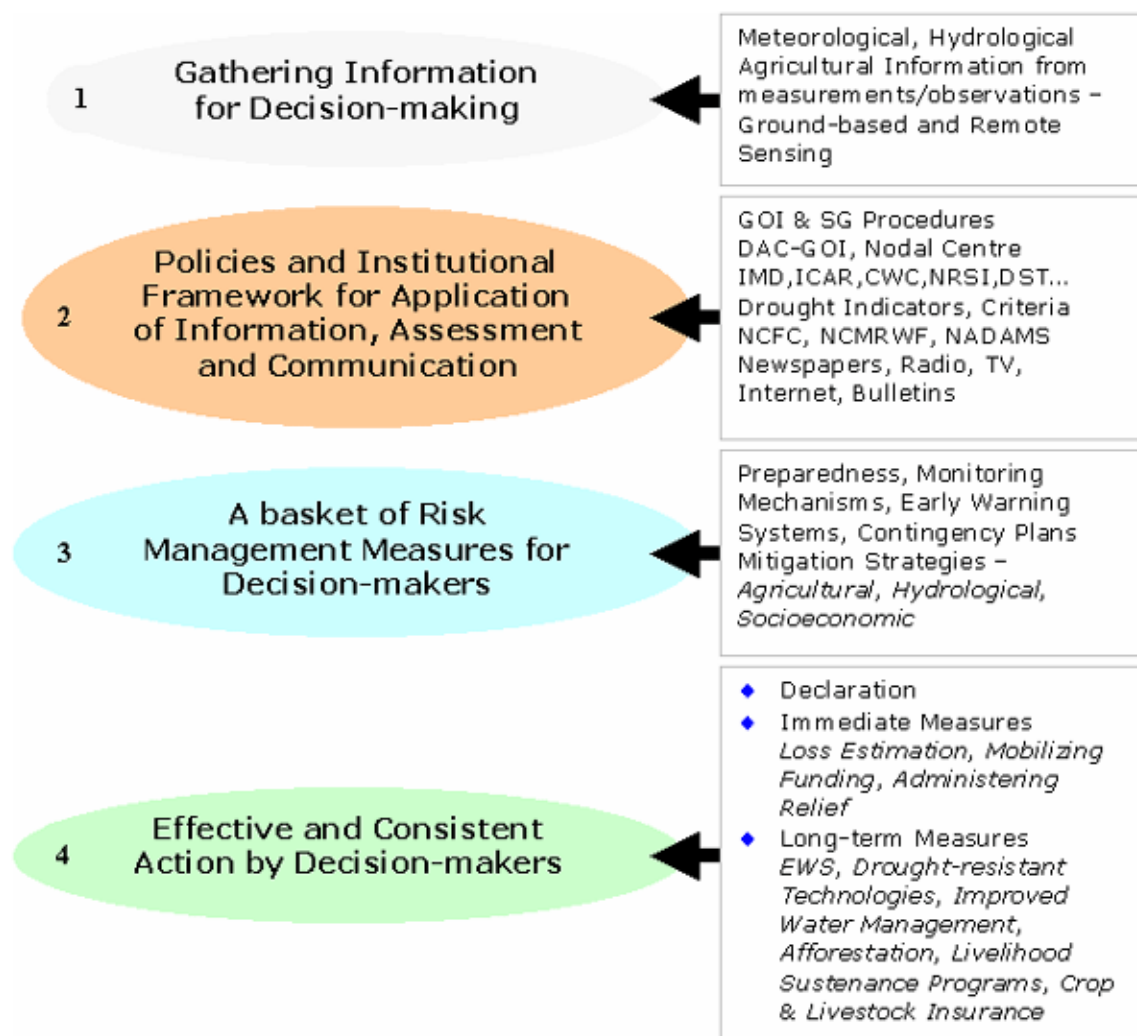 1
Gathering Information
for Decision-making
Meteorological, Hydrological
Agricultural Information from
measurements/observations –
Ground-based and Remote
Sensing
2
Policies and Institutional
Framework for Application
of Information, Assessment
and Communication
GOI & SG Procedures
DAC-GOI, Nodal Centre
IMD,ICAR,CWC,NRSI,DST...
Drought Indicators, Criteria
NCFC, NCMRWF, NADAMS
Newspapers, Radio, TV,
Internet, Bulletins
3
A basket of Risk
Management Measures for
Decision-makers
Preparedness, Monitoring
Mechanisms, Early Warning
Systems, Contingency Plans
Mitigation Strategies –
Agricultural, Hydrological,
Socioeconomic
4
Effective and Consistent
Action by Decision-makers
◆ Declaration
◆ Immediate Measures
Loss Estimation, Mobilizing
Funding, Administering
Relief
◆ Long-term Measures
EWS, Drought-resistant
Technologies, Improved
Water Management,
Afforestation, Livelihood
Sustenance Programs, Crop
& Livestock Insurance